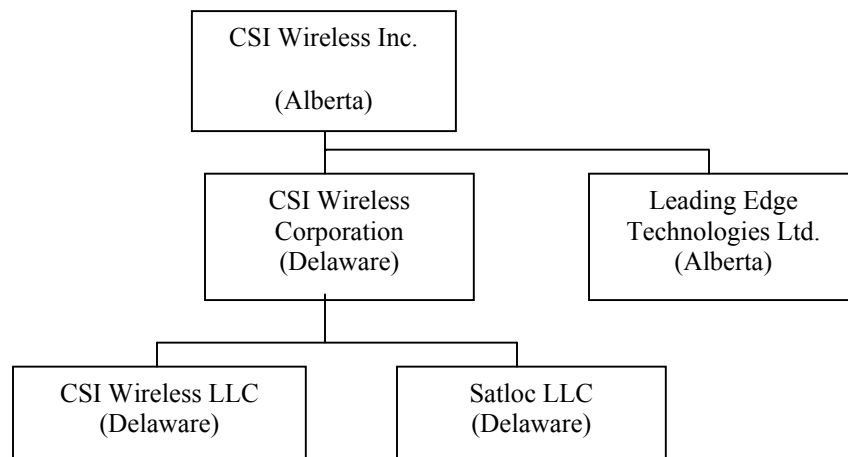 CSI Wireless Inc.
(Alberta)
CSI Wireless
Corporation
(Delaware)
Leading Edge
Technologies Ltd.
(Alberta)
CSI Wireless LLC
(Delaware)
Satloc LLC
(Delaware)